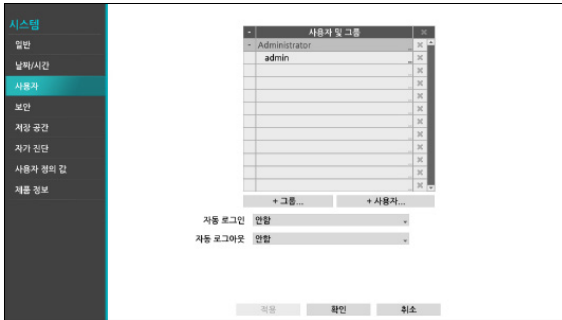 시스템
일반
날짜/시간
사용자
보안
저장 공간
자가 진단
사용자 정의 값
제품 정보
- 사용자 및 그룹
- Administrator
admin
+ 그룹...
+ 사용자...
자동 로그인 안함
자동 로그아웃 안함
적용 확인 취소